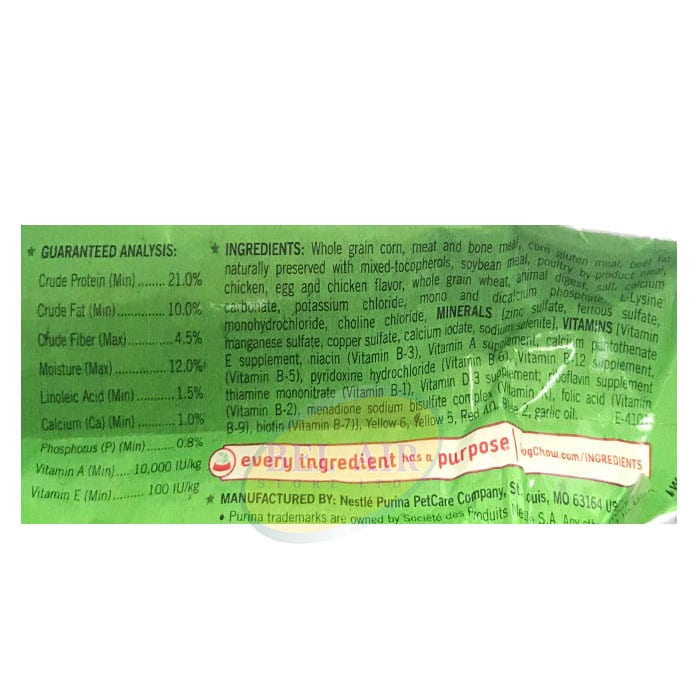 ★ GUARANTEED ANALYSIS:
Crude Protein (Min) ......... 21.0%
Crude Fat (Min) ............. 10.0%
Crude Fiber (Max) ........... 4.5%
Moisture (Max) .............. 12.0%
Linoleic Acid (Min) ......... 1.5%
Calcium (Ca) (Min) .......... 1.0%
Phosphorus (P) (Min) ........ 0.8%
Vitamin A (Min) .... 10,000 IU/kg
Vitamin E (Min) ....... 100 IU/kg
★ INGREDIENTS: Whole grain corn, meat and bone meal, corn gluten meal, beef fat
naturally preserved with mixed-tocopherols, soybean meal, poultry by product meal,
chicken, egg and chicken flavor, whole grain wheat, animal digest, salt, calcium
carbonate, potassium chloride, mono and dicalcium phosphate, L-Lysine
monohydrochloride, choline chloride, MINERALS [zinc sulfate, ferrous sulfate,
manganese sulfate, copper sulfate, calcium iodate, sodium selenite], VITAMINS [Vitamin
E supplement, niacin (Vitamin B-3), Vitamin A supplement, calcium pantothenate
(Vitamin B-5), pyridoxine hydrochloride (Vitamin B-6), Vitamin B-12 supplement,
thiamine mononitrate (Vitamin B-1), Vitamin D-3 supplement, riboflavin supplement
(Vitamin B-2), menadione sodium bisulfite complex (Vitamin K), folic acid (Vitamin
B-9), biotin (Vitamin B-7)], Yellow 6, Yellow 5, Red 40, Blue 2, garlic oil.
every ingredient has a purpose DogChow.com/INGREDIENTS
★ MANUFACTURED BY: Nestlé Purina PetCare Company, St. Louis, MO 63164
• Purina trademarks are owned by Société des Produits Nestlé S.A.
BEL AIR
STORE LTD